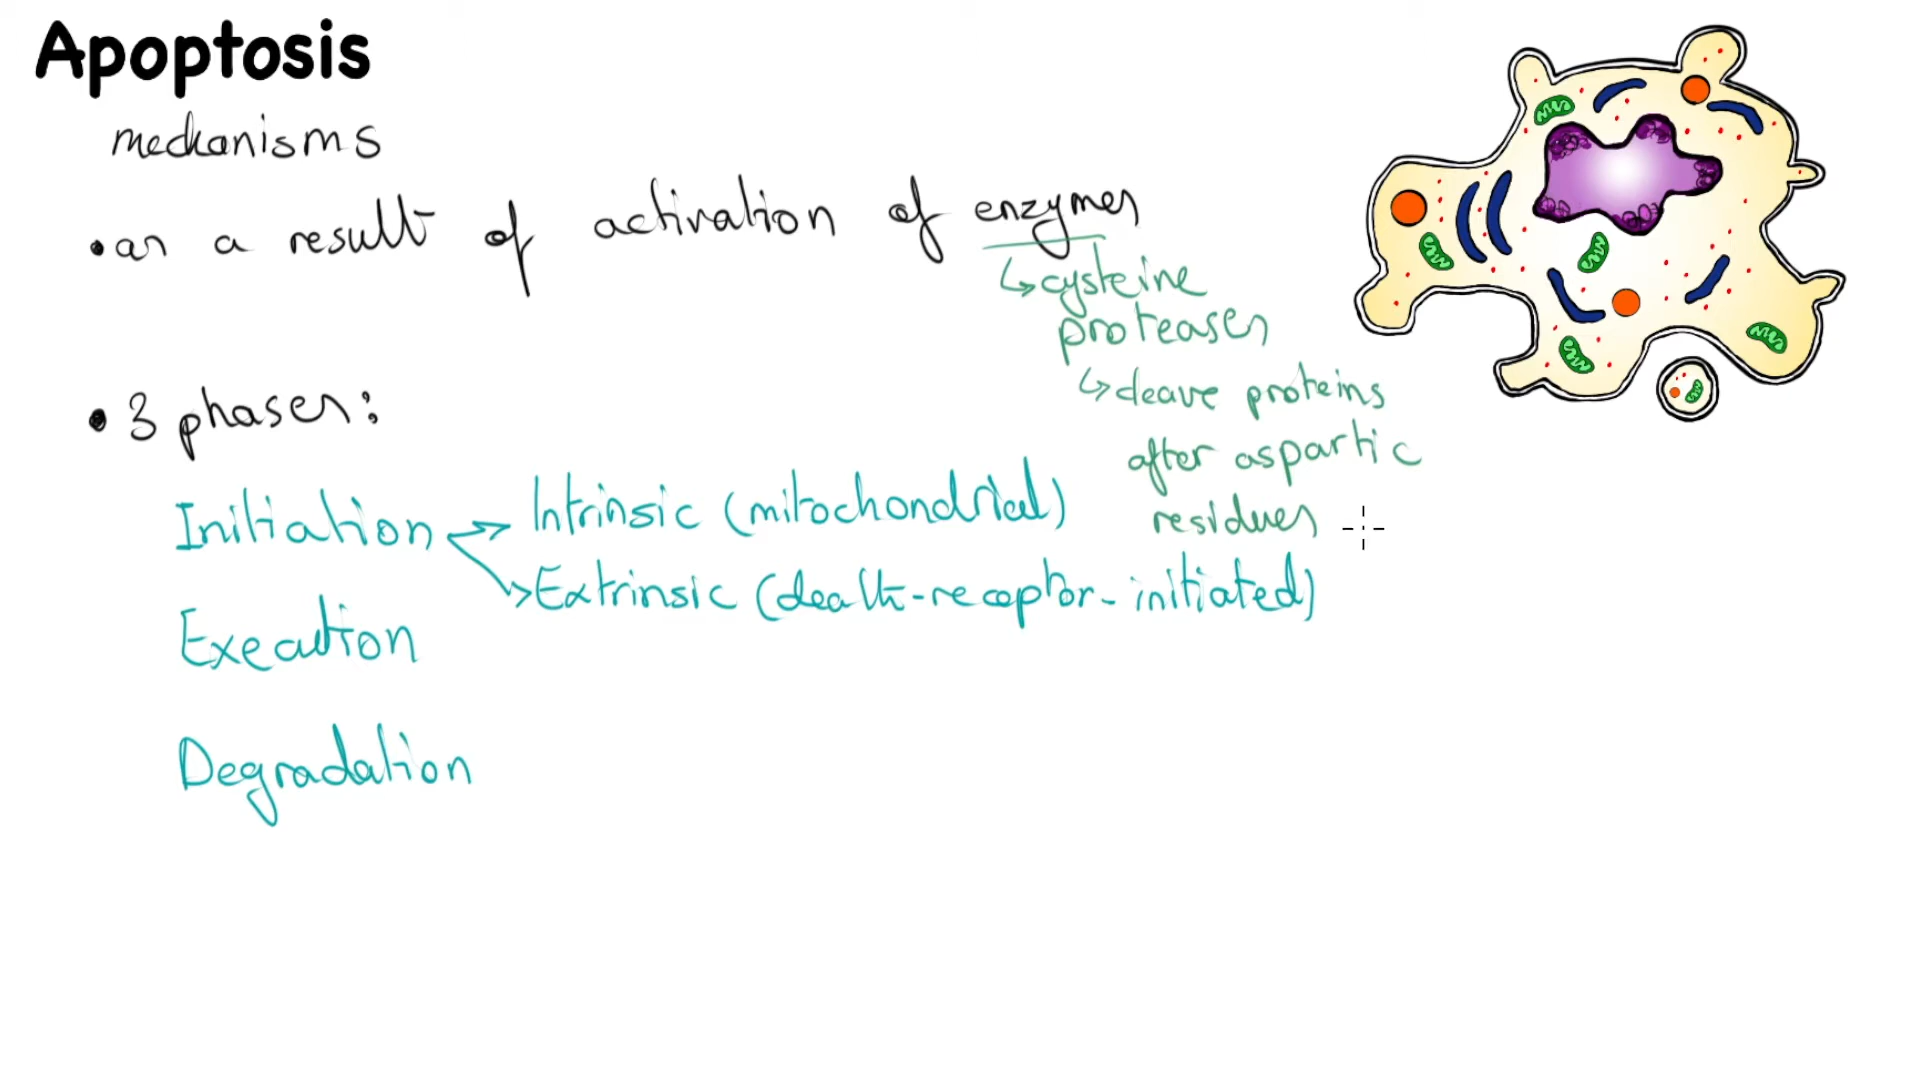 Apoptosis
mechanisms
• as a result of activation of enzymes
↳ cysteine
proteases
↳ cleave proteins
after aspartic
residues
• 3 phases:
Initiation
Intrinsic (mitochondrial)
Extrinsic (death-receptor-initiated)
Execution
Degradation